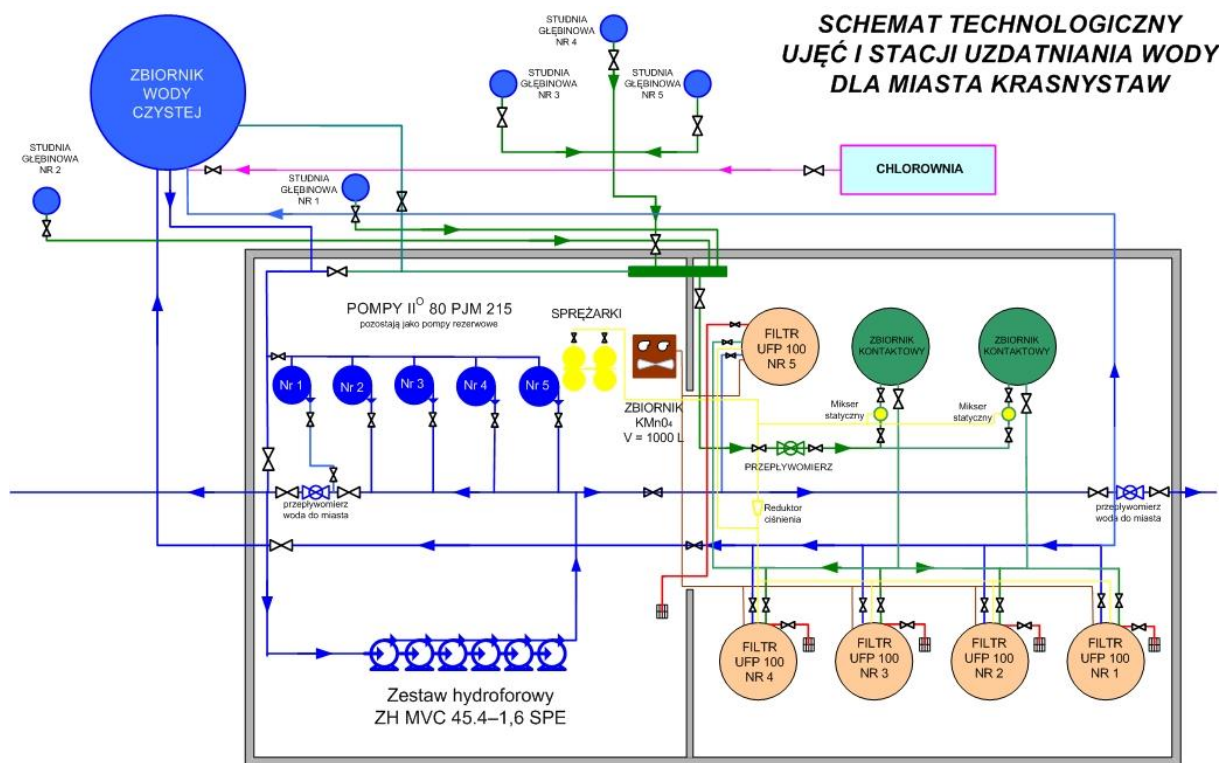 SCHEMAT TECHNOLOGICZNY
UJĘĆ I STACJI UZDATNIANIA WODY
DLA MIASTA KRASNYSTAW
ZBIORNIK
WODY
CZYSTEJ
STUDNIA
GŁĘBINOWA
NR 4
STUDNIA
GŁĘBINOWA
NR 3
STUDNIA
GŁĘBINOWA
NR 5
STUDNIA
GŁĘBINOWA
NR 2
STUDNIA
GŁĘBINOWA
NR 1
CHLOROWNIA
POMPY II° 80 PJM 215
pozostają jako pompy rezerwowe
SPRĘŻARKI
Nr 1
Nr 2
Nr 3
Nr 4
Nr 5
ZBIORNIK
KMn0₄
V = 1000 L
FILTR
UFP 100
NR 5
ZBIORNIK
KONTAKTOWY
ZBIORNIK
KONTAKTOWY
Mikser
statyczny
Mikser
statyczny
PRZEPŁYWOMIERZ
przepływomierz
woda do miasta
Reduktor
ciśnienia
przepływomierz
woda do miasta
Zestaw hydroforowy
ZH MVC 45.4–1,6 SPE
FILTR
UFP 100
NR 4
FILTR
UFP 100
NR 3
FILTR
UFP 100
NR 2
FILTR
UFP 100
NR 1